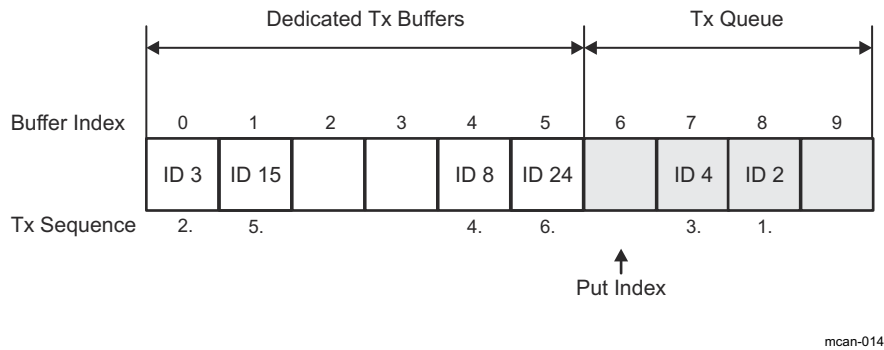 Dedicated Tx Buffers Tx Queue
Buffer Index 0 1 2 3 4 5 6 7 8 9
ID 3 ID 15 ID 8 ID 24 ID 4 ID 2
Tx Sequence 2. 5. 4. 6. 3. 1.
Put Index
mcan-014